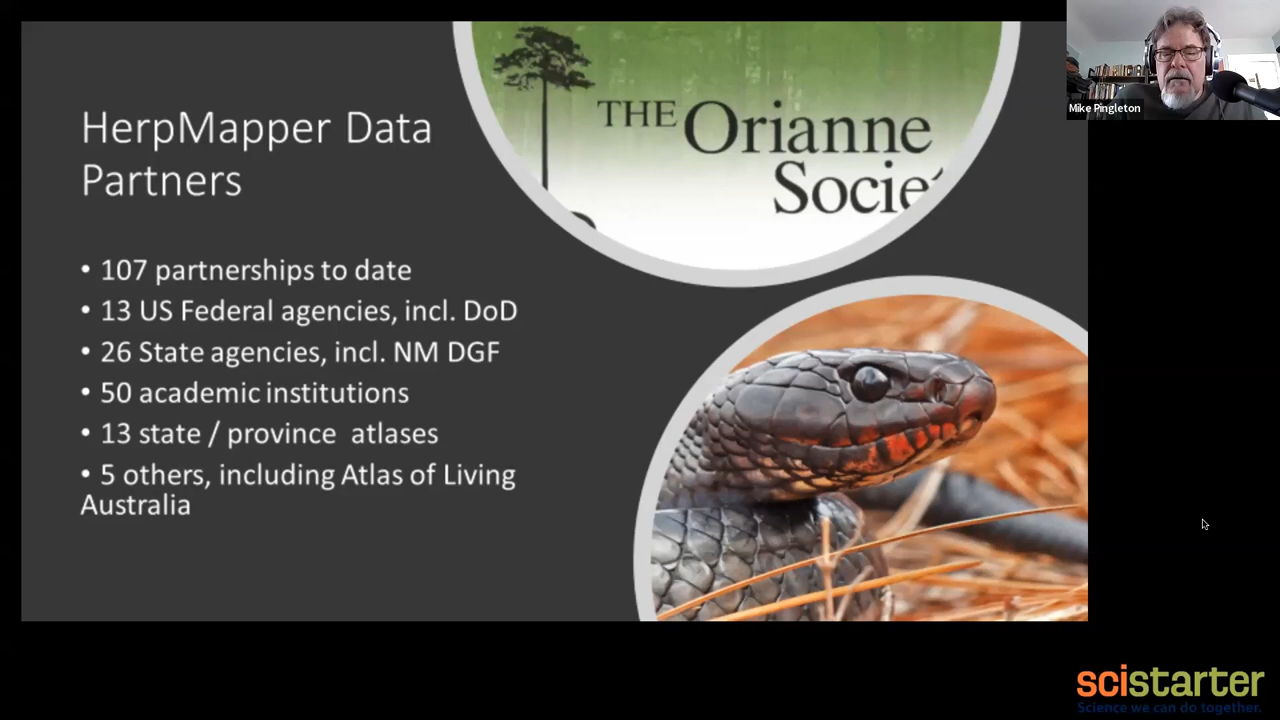 HerpMapper Data
Partners
• 107 partnerships to date
• 13 US Federal agencies, incl. DoD
• 26 State agencies, incl. NM DGF
• 50 academic institutions
• 13 state / province  atlases
• 5 others, including Atlas of Living
Australia
THE Orianne
Socie
Mike Pingleton
scistarter
Science we can do together.